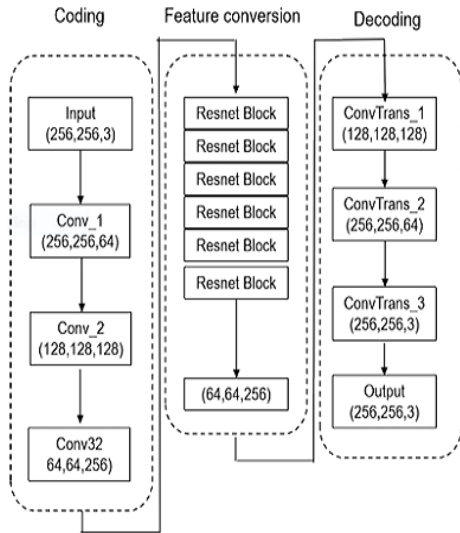 Coding
Input
(256,256,3)
Conv_1
(256,256,64)
Conv_2
(128,128,128)
Conv32
64,64,256)
Feature conversion
Resnet Block
Resnet Block
Resnet Block
Resnet Block
Resnet Block
Resnet Block
(64,64,256)
Decoding
ConvTrans_1
(128,128,128)
ConvTrans_2
(256,256,64)
ConvTrans_3
(256,256,3)
Output
(256,256,3)